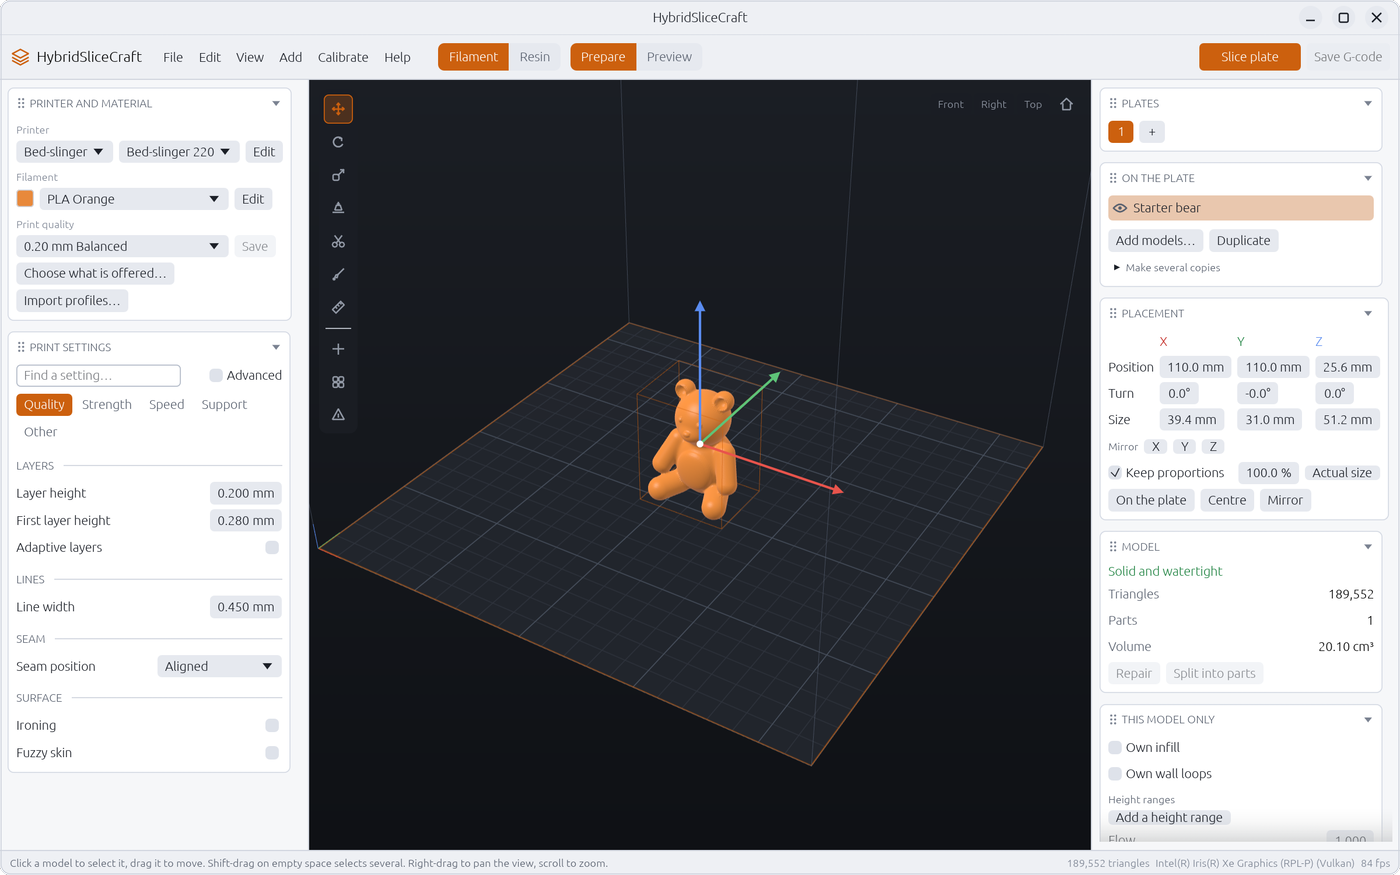 HybridSliceCraft
HybridSliceCraft File Edit View Add Calibrate Help Filament Resin Prepare Preview Slice plate Save G-code
PRINTER AND MATERIAL
Printer
Bed-slinger Bed-slinger 220 Edit
Filament
PLA Orange Edit
Print quality
0.20 mm Balanced Save
Choose what is offered...
Import profiles...
PRINT SETTINGS
Find a setting... Advanced
Quality Strength Speed Support
Other
LAYERS
Layer height 0.200 mm
First layer height 0.280 mm
Adaptive layers
LINES
Line width 0.450 mm
SEAM
Seam position Aligned
SURFACE
Ironing
Fuzzy skin
Front Right Top
PLATES
1 +
ON THE PLATE
Starter bear
Add models... Duplicate
Make several copies
PLACEMENT
X Y Z
Position 110.0 mm 110.0 mm 25.6 mm
Turn 0.0° -0.0° 0.0°
Size 39.4 mm 31.0 mm 51.2 mm
Mirror X Y Z
Keep proportions 100.0 % Actual size
On the plate Centre Mirror
MODEL
Solid and watertight
Triangles 189,552
Parts 1
Volume 20.10 cm³
Repair Split into parts
THIS MODEL ONLY
Own infill
Own wall loops
Height ranges
Add a height range
Flow 1.000
Click a model to select it, drag it to move. Shift-drag on empty space selects several. Right-drag to pan the view, scroll to zoom.
189,552 triangles Intel(R) Iris(R) Xe Graphics (RPL-P) (Vulkan) 84 fps